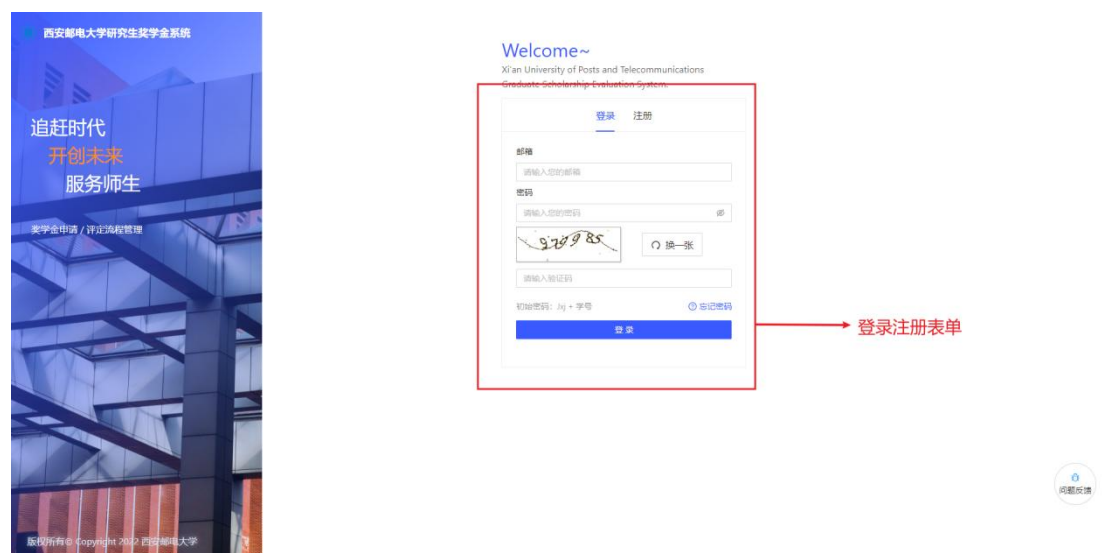 西安邮电大学研究生奖学金系统
追赶时代
开创未来
服务师生
奖学金申请 / 评定流程管理
版权所有© Copyright 2022 西安邮电大学
Welcome~
Xi'an University of Posts and Telecommunications
Graduate Scholarship Evaluation System.
登录 注册
邮箱
请输入您的邮箱
密码
请输入您的密码
换一张
请输入验证码
初始密码：Jxj + 学号 忘记密码
登 录
登录注册表单
问题反馈